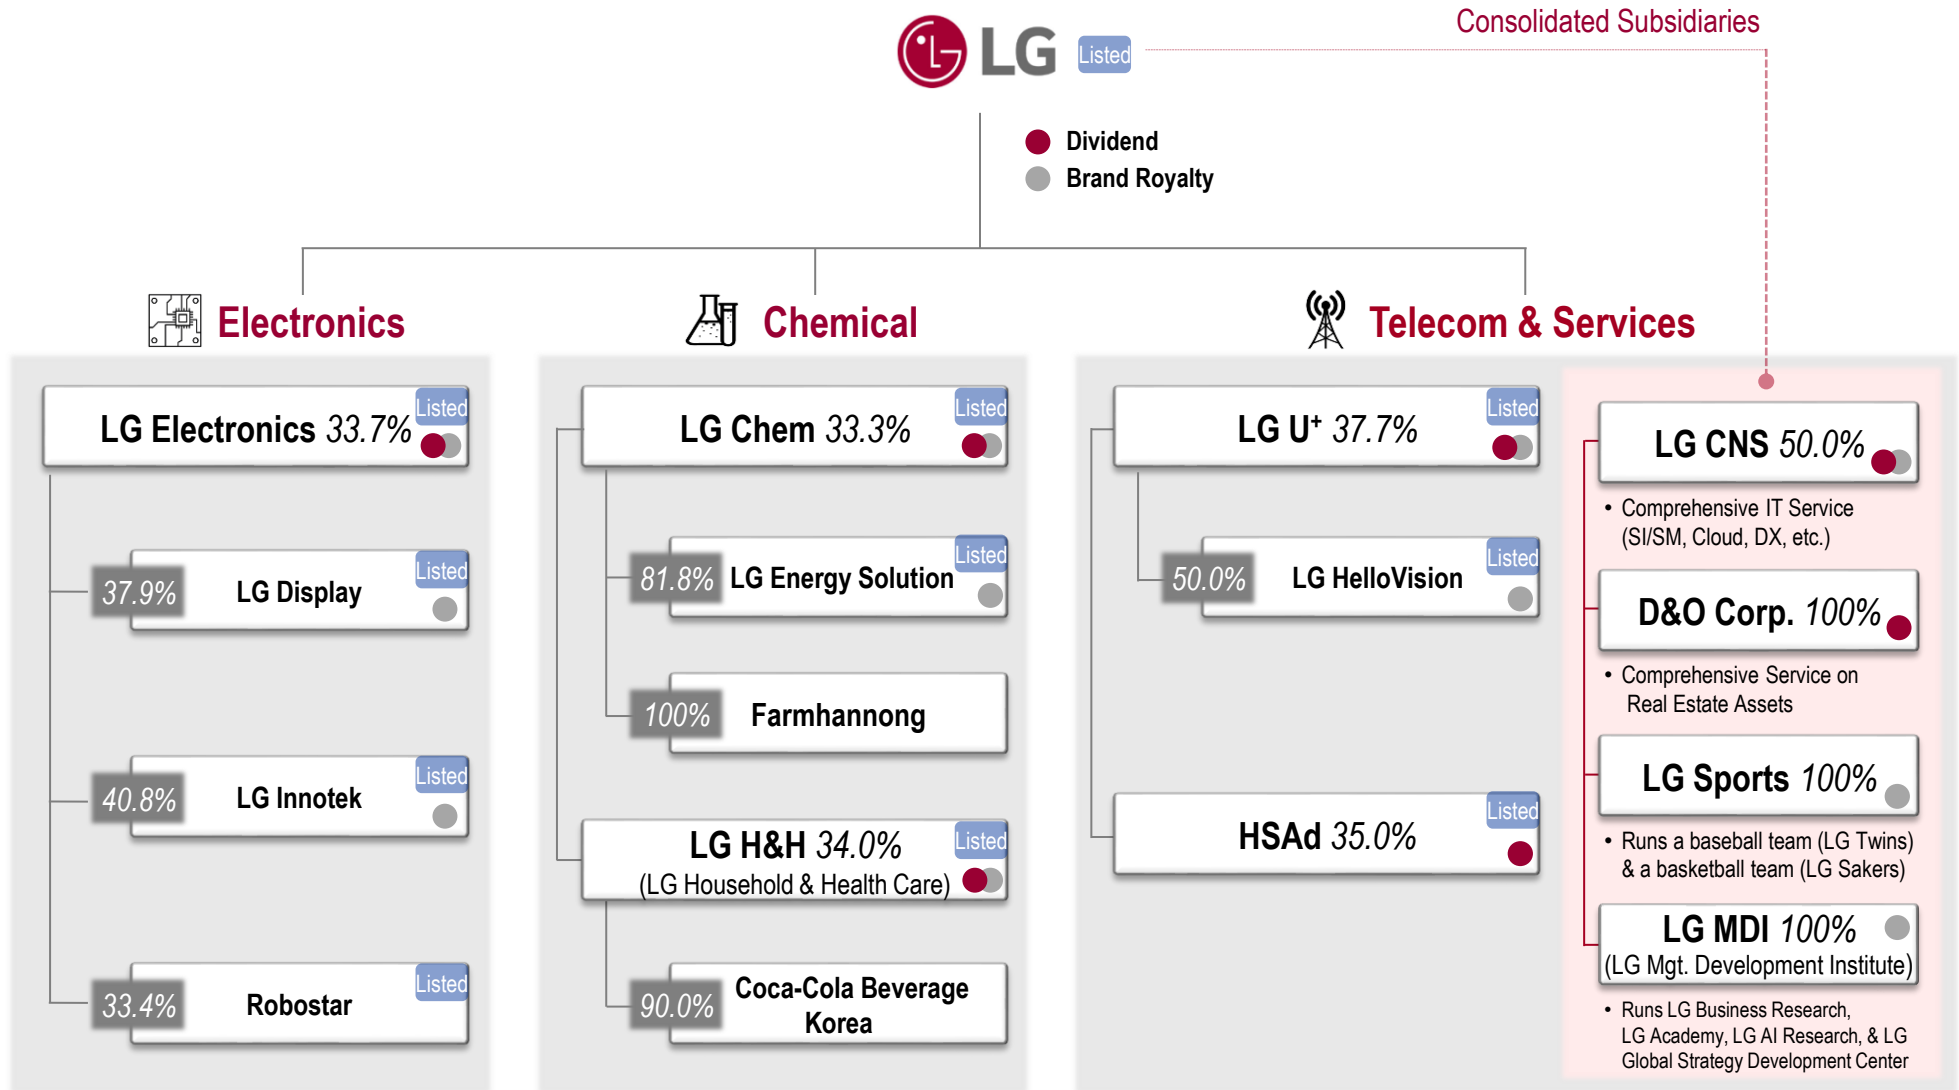 LG Listed
Consolidated Subsidiaries
Dividend
Brand Royalty
Electronics
LG Electronics 33.7%
Listed
37.9%
LG Display
Listed
40.8%
LG Innotek
Listed
33.4%
Robostar
Listed
Chemical
LG Chem 33.3%
Listed
81.8%
LG Energy Solution
Listed
100%
Farmhannong
LG H&H 34.0%
(LG Household & Health Care)
Listed
90.0%
Coca-Cola Beverage
Korea
Telecom & Services
LG U+ 37.7%
Listed
50.0%
LG HelloVision
Listed
HSAd 35.0%
Listed
LG CNS 50.0%
• Comprehensive IT Service
(SI/SM, Cloud, DX, etc.)
D&O Corp. 100%
• Comprehensive Service on
Real Estate Assets
LG Sports 100%
• Runs a baseball team (LG Twins)
& a basketball team (LG Sakers)
LG MDI 100%
(LG Mgt. Development Institute)
• Runs LG Business Research,
LG Academy, LG AI Research, & LG
Global Strategy Development Center